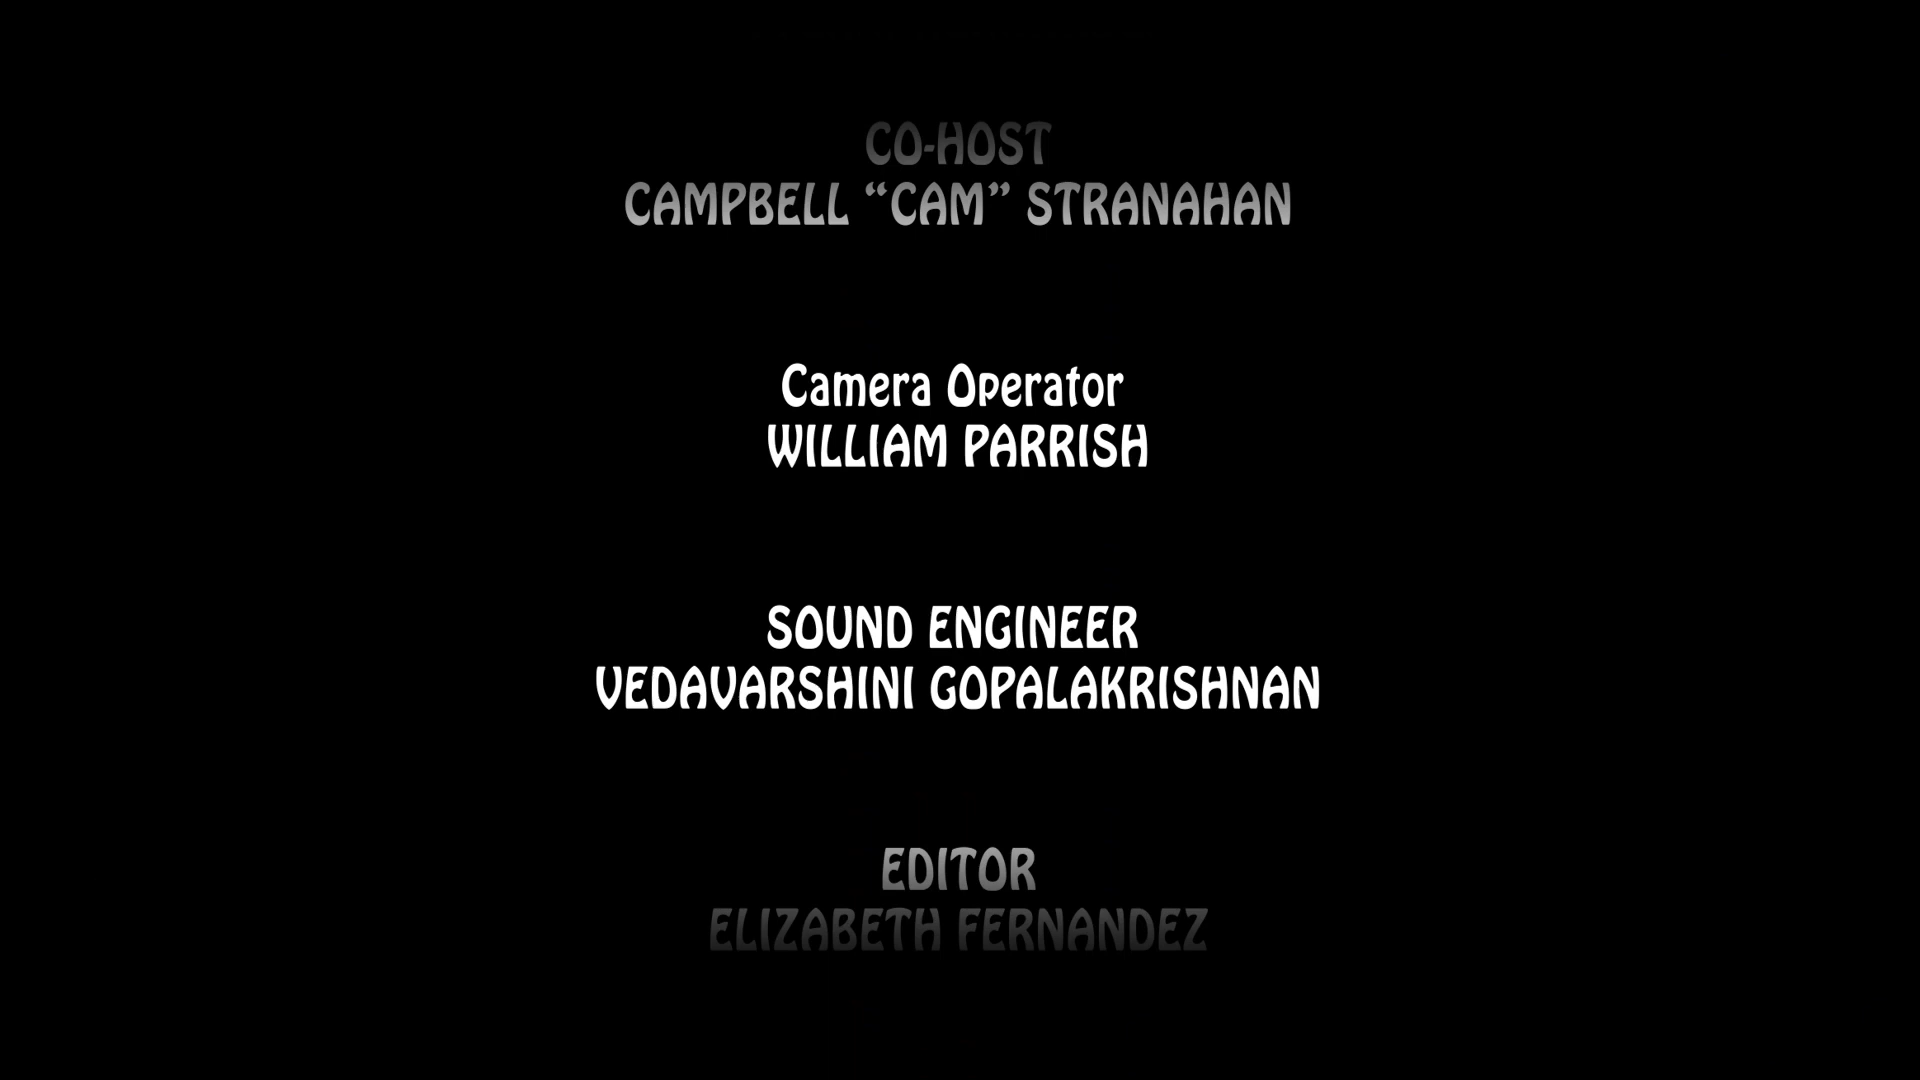 CO-HOST
CAMPBELL “CAM” STRANAHAN
Camera Operator
WILLIAM PARRISH
SOUND ENGINEER
VEDAVARSHINI GOPALAKRISHNAN
EDITOR
ELIZABETH FERNANDEZ